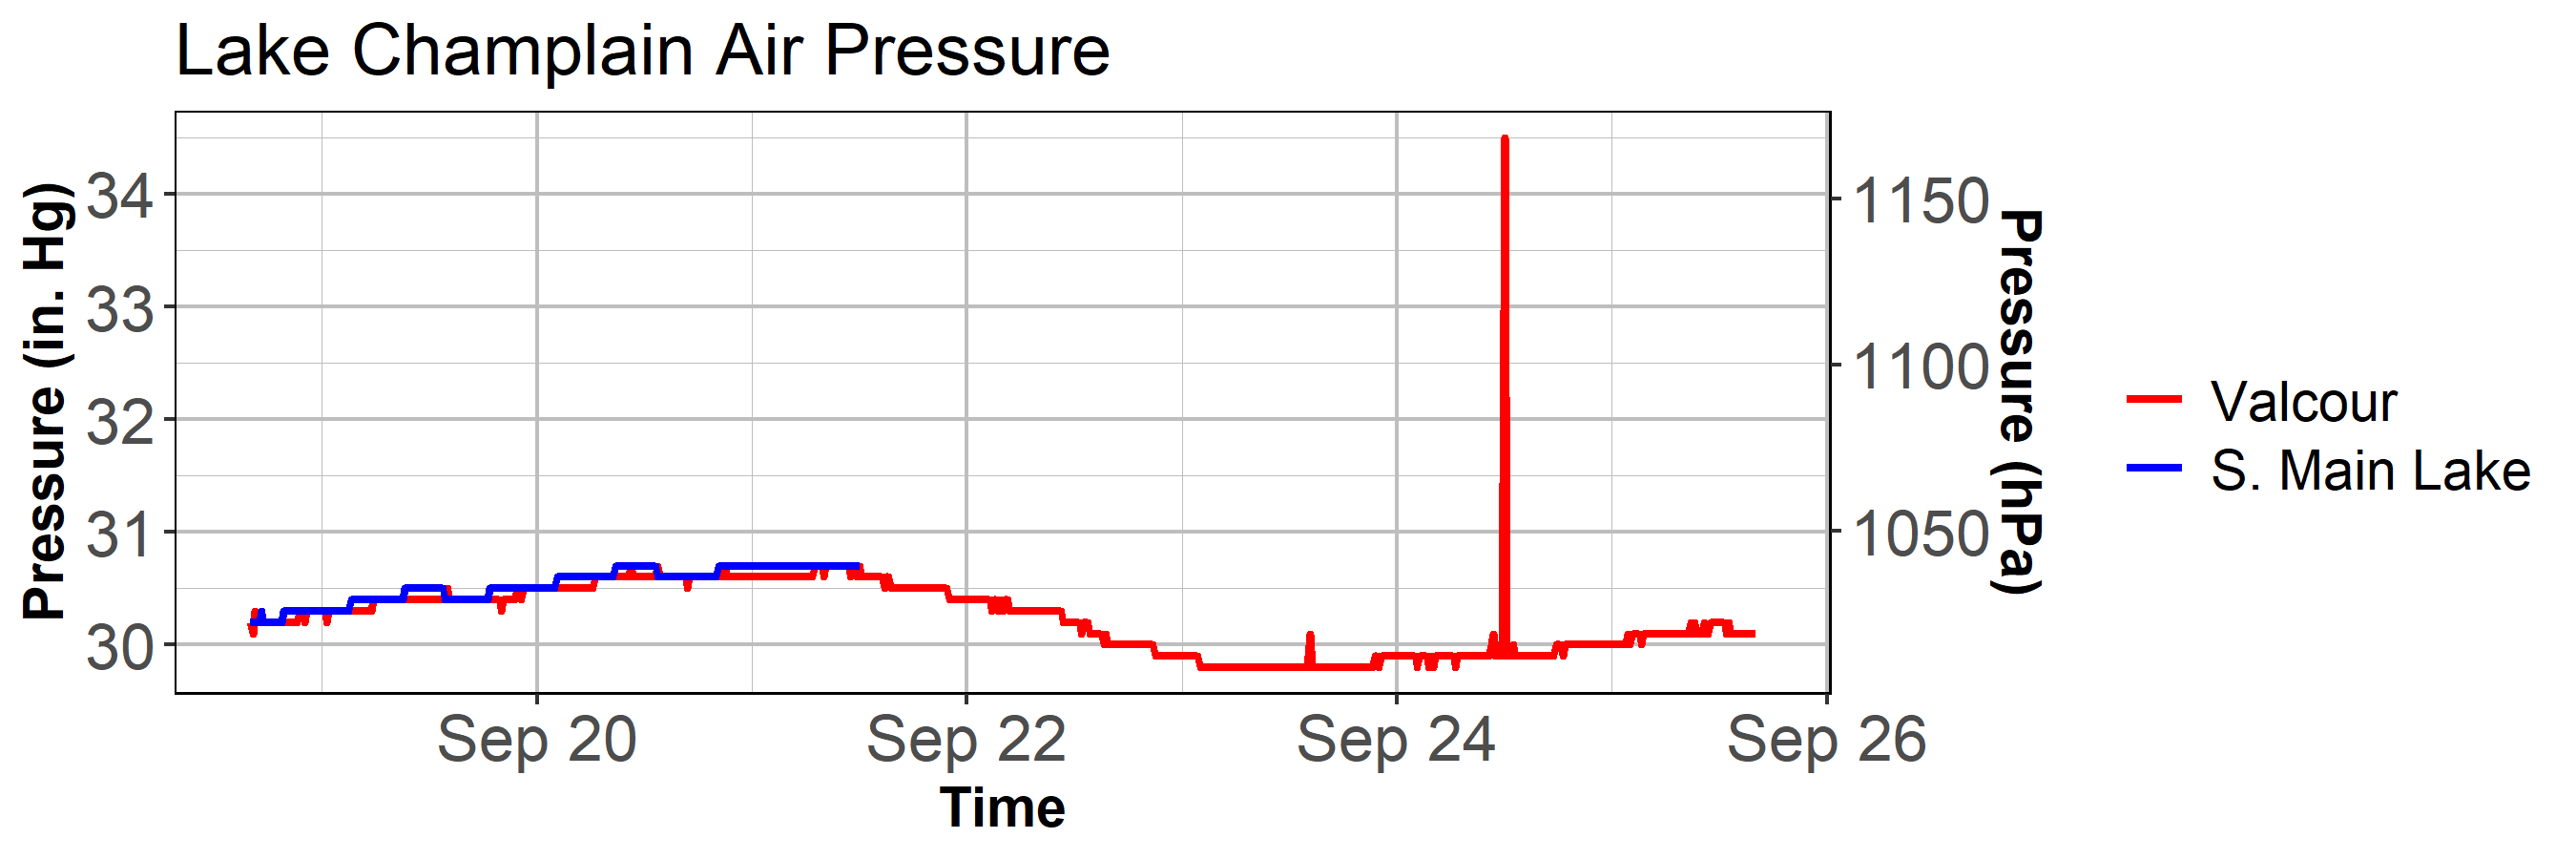 Lake Champlain Air Pressure
Pressure (in. Hg)
34
33
32
31
30
1150
1100
1050
Pressure (hPa)
Valcour
S. Main Lake
Sep 20
Sep 22
Sep 24
Sep 26
Time